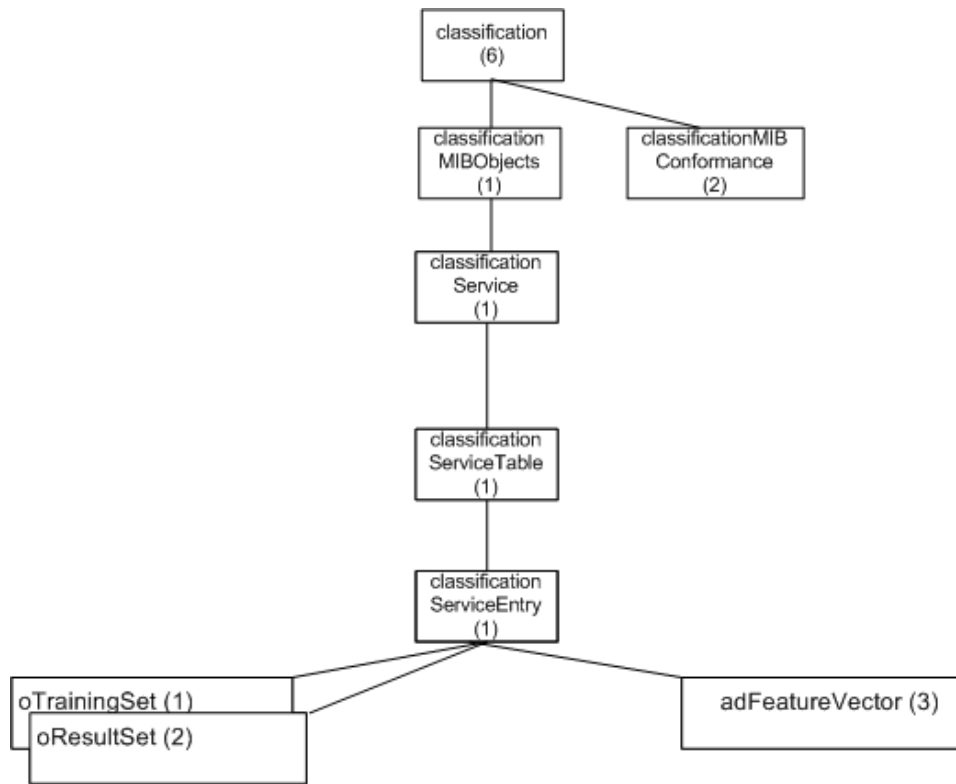 classification
(6)
classification
MIBObjects
(1)
classificationMIB
Conformance
(2)
classification
Service
(1)
classification
ServiceTable
(1)
classification
ServiceEntry
(1)
oTrainingSet (1)
oResultSet (2)
adFeatureVector (3)